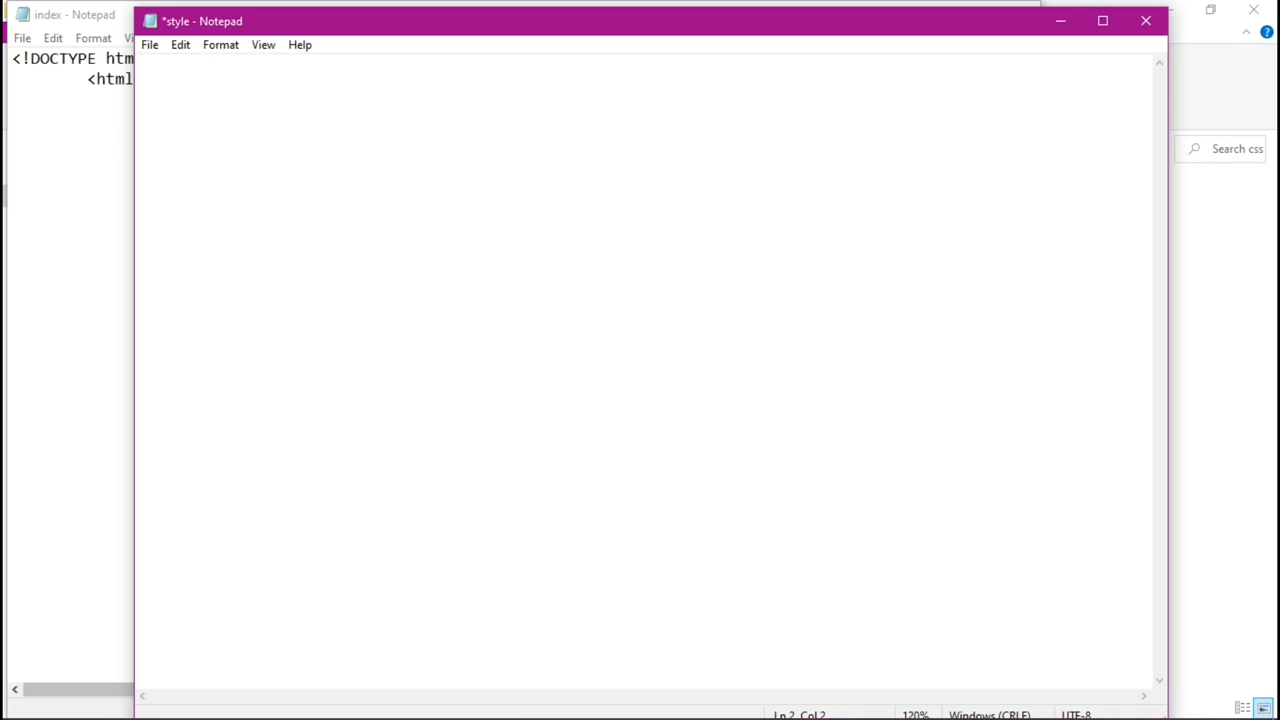 index - Notepad
*style - Notepad
File Edit Format
File Edit Format View Help
<!DOCTYPE htm
<html
Search css
Ln 2, Col 2 120% Windows (CRLF) UTF-8